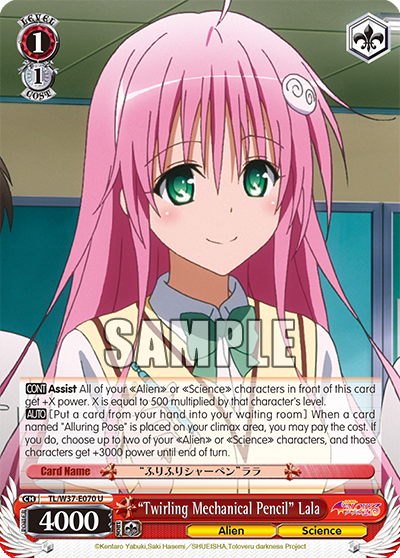 LEVEL
1
1
COST
SAMPLE
CONT Assist All of your «Alien» or «Science» characters in front of this card
get +X power. X is equal to 500 multiplied by that character's level.
AUTO [Put a card from your hand into your waiting room] When a card
named "Alluring Pose" is placed on your climax area, you may pay the cost. If
you do, choose up to two of your «Alien» or «Science» characters, and those
characters get +3000 power until end of turn.
Card Name
“ふりふりシャーペン”ララ
CH TL/W37-E070 U
POWER
4000
SOUL
“Twirling Mechanical Pencil” Lala
Alien
Science
©Kentaro Yabuki,Saki Hasemi／SHUEISHA,Toloveru darkness Project